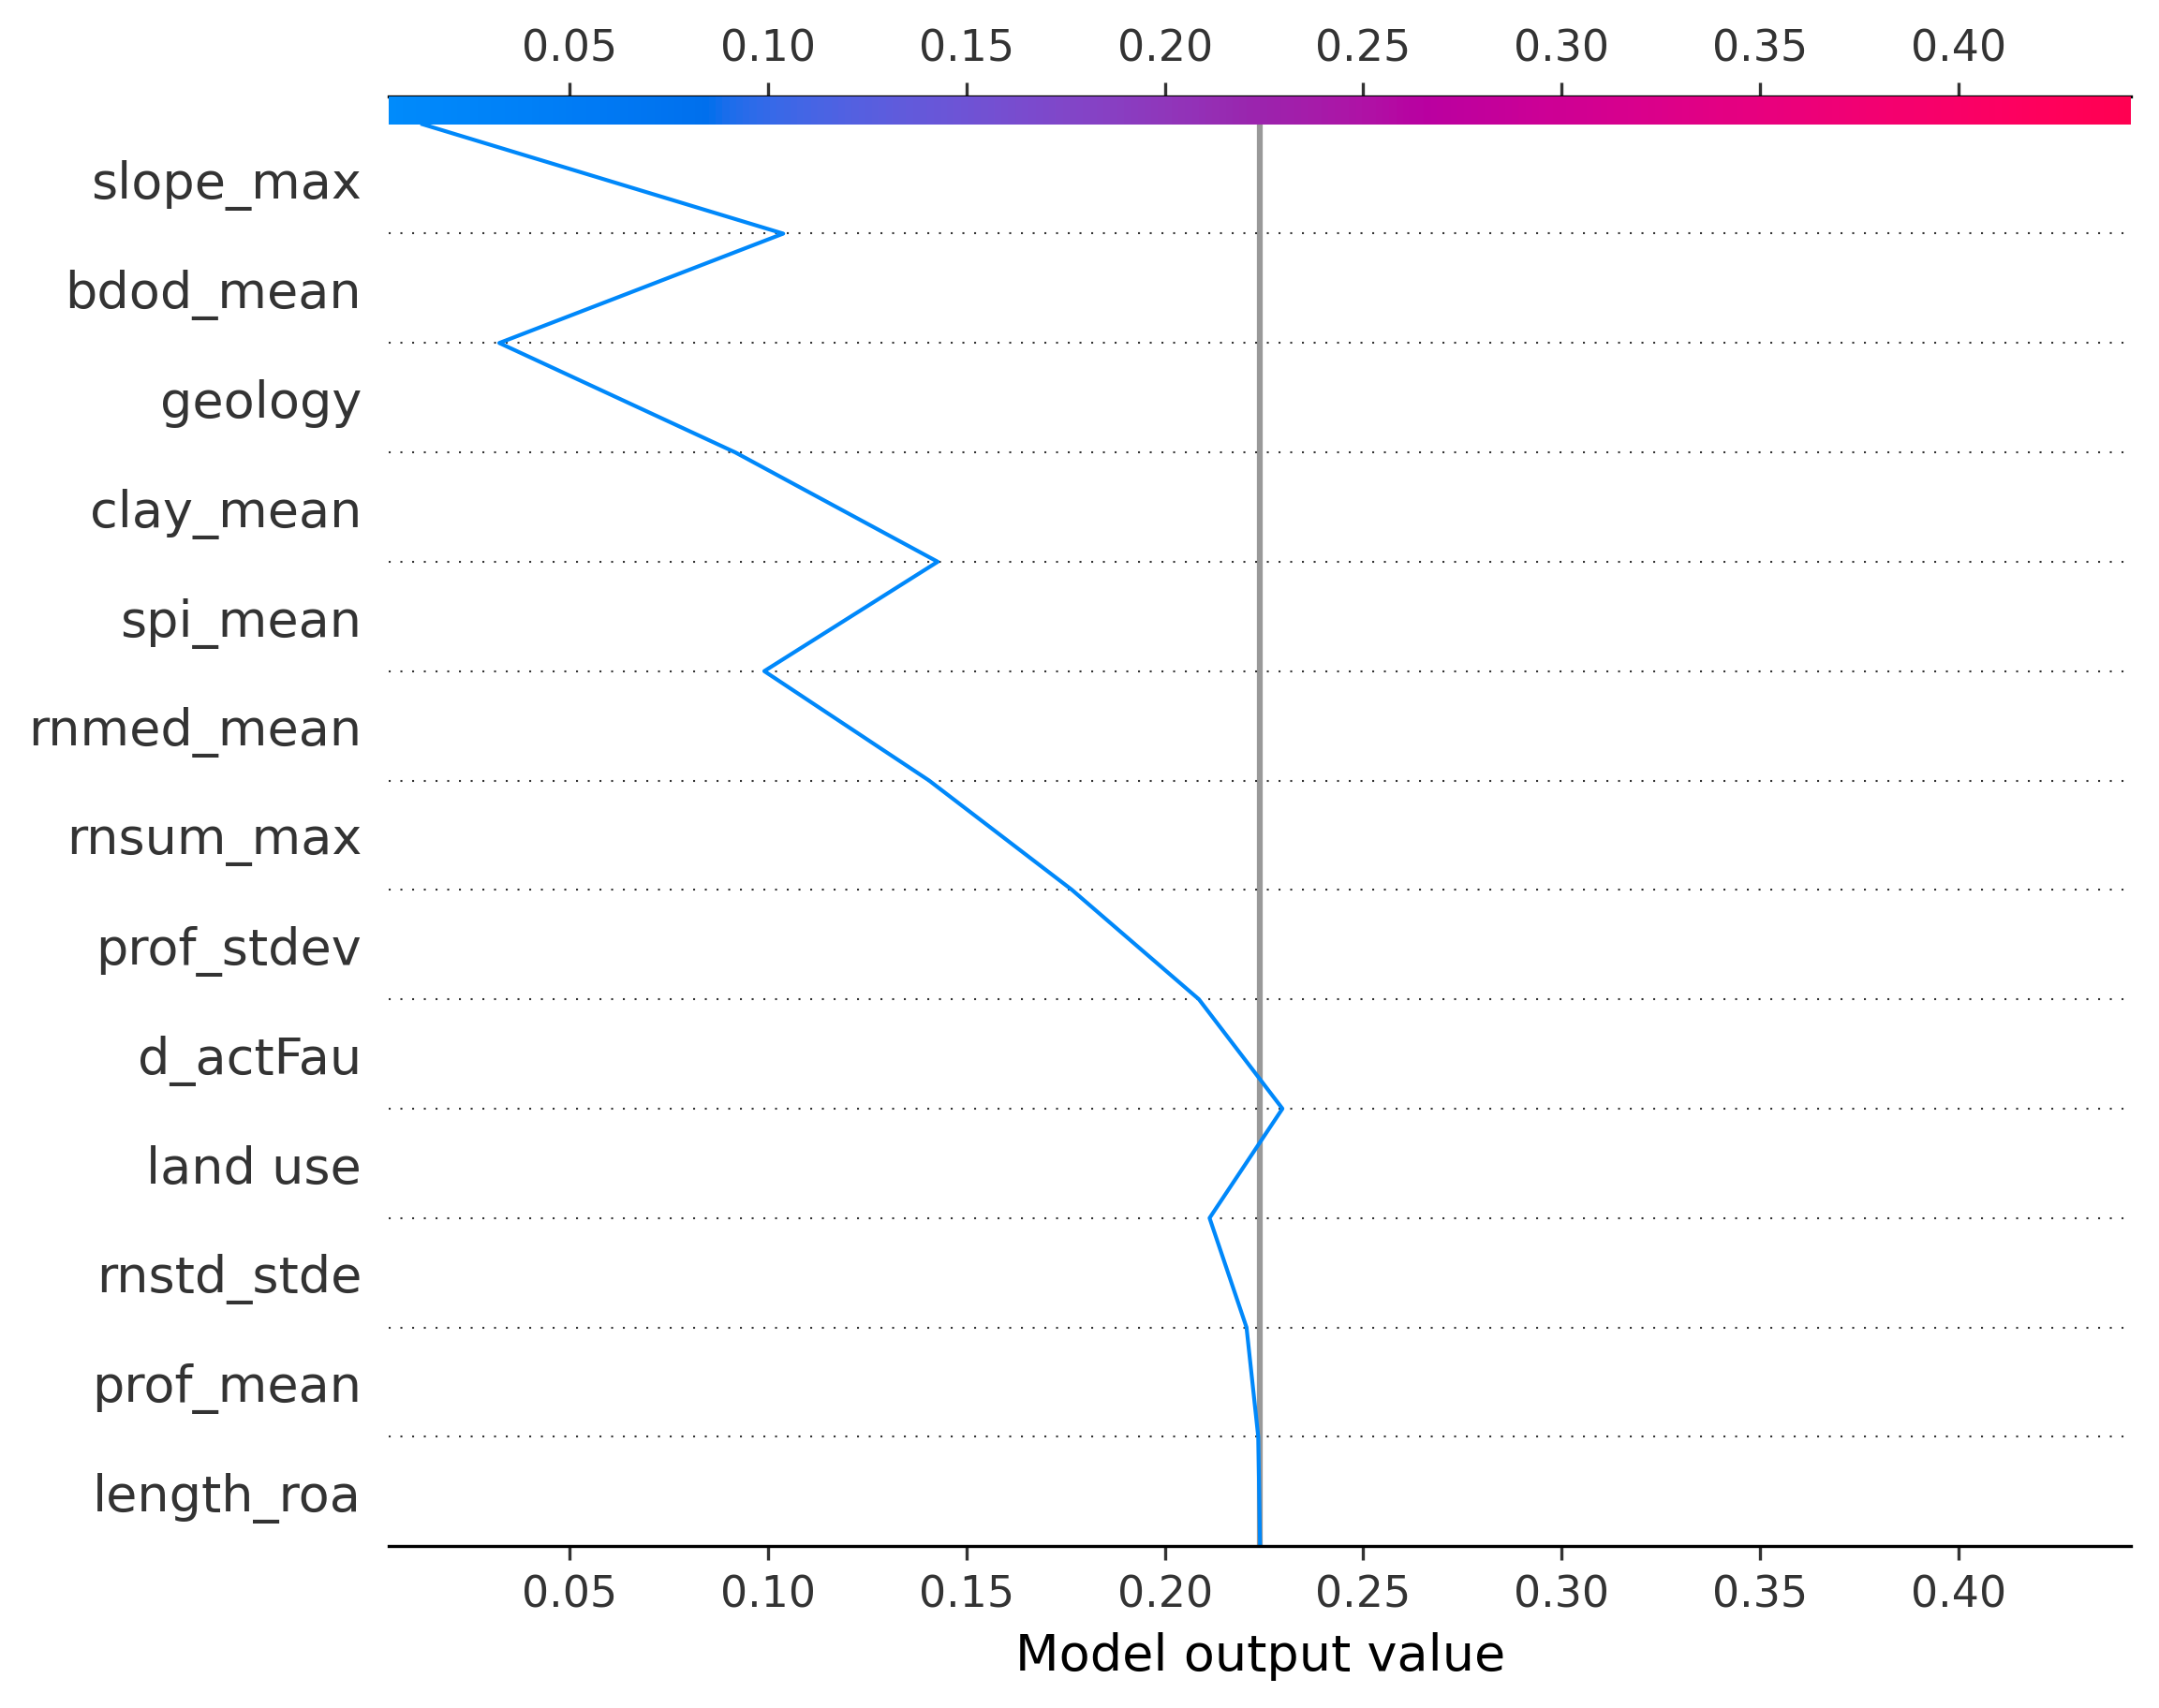 0.05 0.10 0.15 0.20 0.25 0.30 0.35 0.40
slope_max
bdod_mean
geology
clay_mean
spi_mean
rnmed_mean
rnsum_max
prof_stdev
d_actFau
land use
rnstd_stde
prof_mean
length_roa
0.05 0.10 0.15 0.20 0.25 0.30 0.35 0.40
Model output value